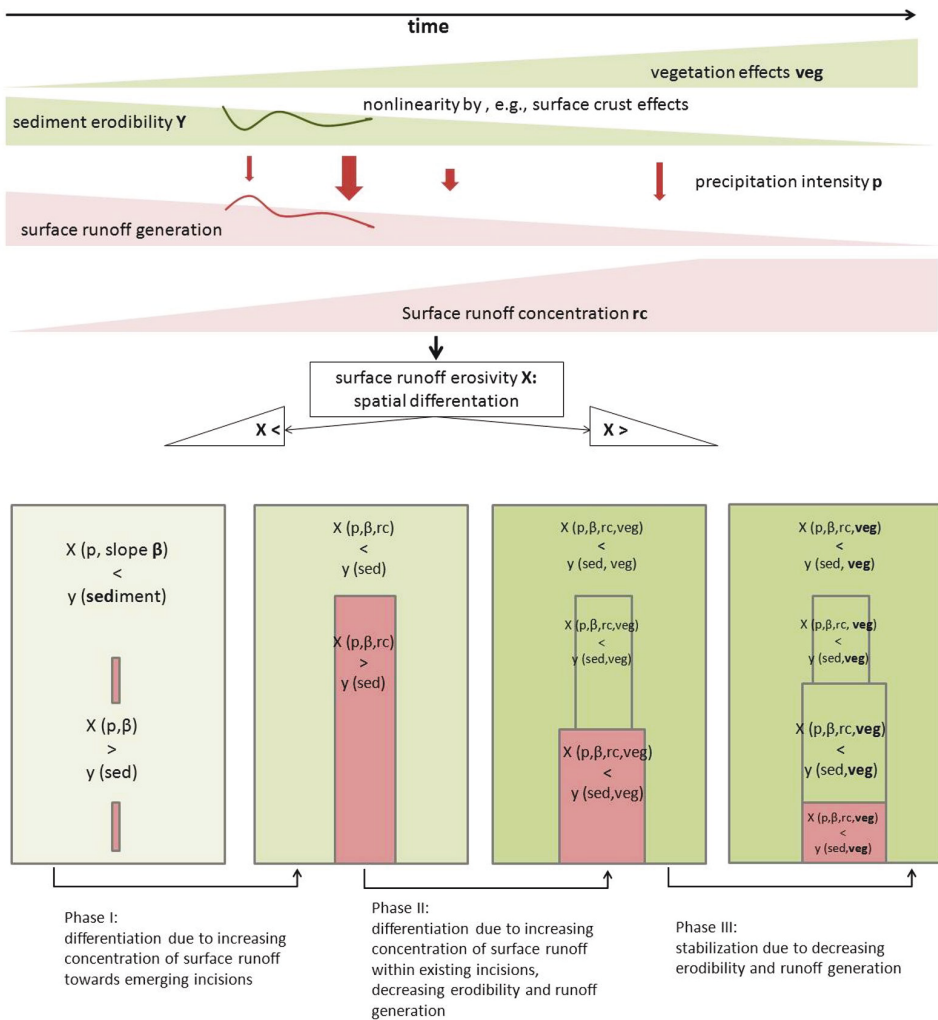 time
vegetation effects veg
nonlinearity by , e.g., surface crust effects
sediment erodibility Y
precipitation intensity p
surface runoff generation
Surface runoff concentration rc
surface runoff erosivity X:
spatial differentation
X <
X >
X (p, slope β)
<
y (sediment)
X (p,β)
>
y (sed)
X (p,β,rc)
<
y (sed)
X (p,β,rc)
>
y (sed)
X (p,β,rc,veg)
<
y (sed, veg)
X (p,β,rc,veg)
<
y (sed,veg)
X (p,β,rc,veg)
<
y (sed,veg)
X (p,β,rc,veg)
<
y (sed, veg)
X (p,β,rc, veg)
<
y (sed,veg)
X (p,β,rc,veg)
<
y (sed,veg)
X (p,β,rc,veg)
<
y (sed,veg)
Phase I:
differentiation due to increasing
concentration of surface runoff
towards emerging incisions
Phase II:
differentiation due to increasing
concentration of surface runoff
within existing incisions,
decreasing erodibility and runoff
generation
Phase III:
stabilization due to decreasing
erodibility and runoff generation